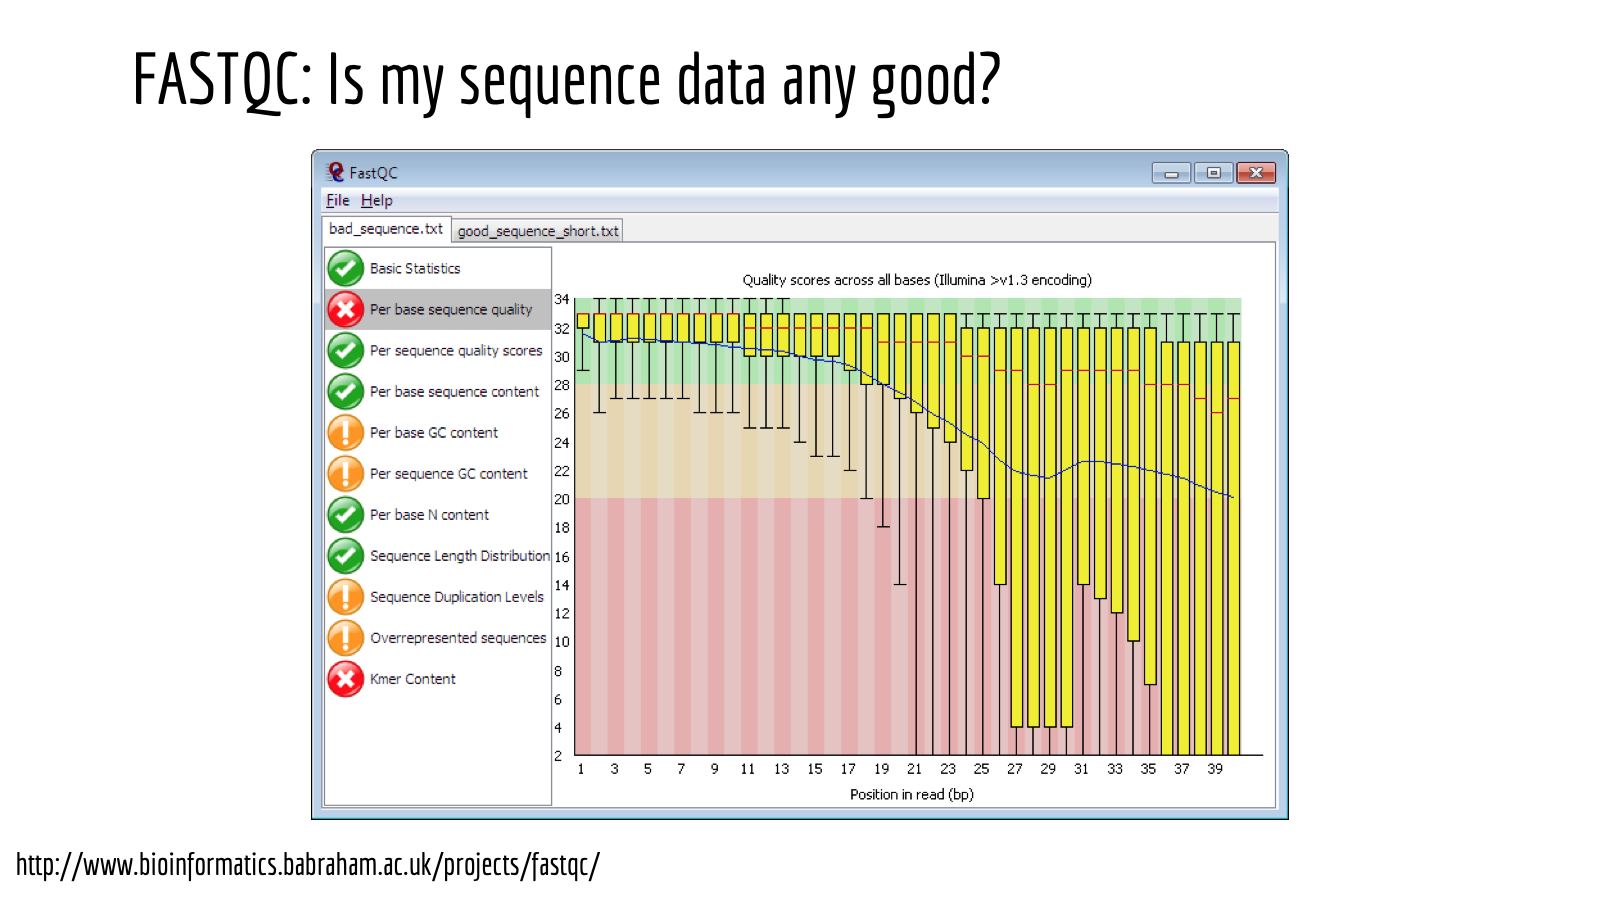 FASTQC: Is my sequence data any good?
FastQC
File Help
bad_sequence.txt good_sequence_short.txt
Basic Statistics
Per base sequence quality
Per sequence quality scores
Per base sequence content
Per base GC content
Per sequence GC content
Per base N content
Sequence Length Distribution
Sequence Duplication Levels
Overrepresented sequences
Kmer Content
Quality scores across all bases (Illumina >v1.3 encoding)
34
32
30
28
26
24
22
20
18
16
14
12
10
8
6
4
2
1 3 5 7 9 11 13 15 17 19 21 23 25 27 29 31 33 35 37 39
Position in read (bp)
http://www.bioinformatics.babraham.ac.uk/projects/fastqc/